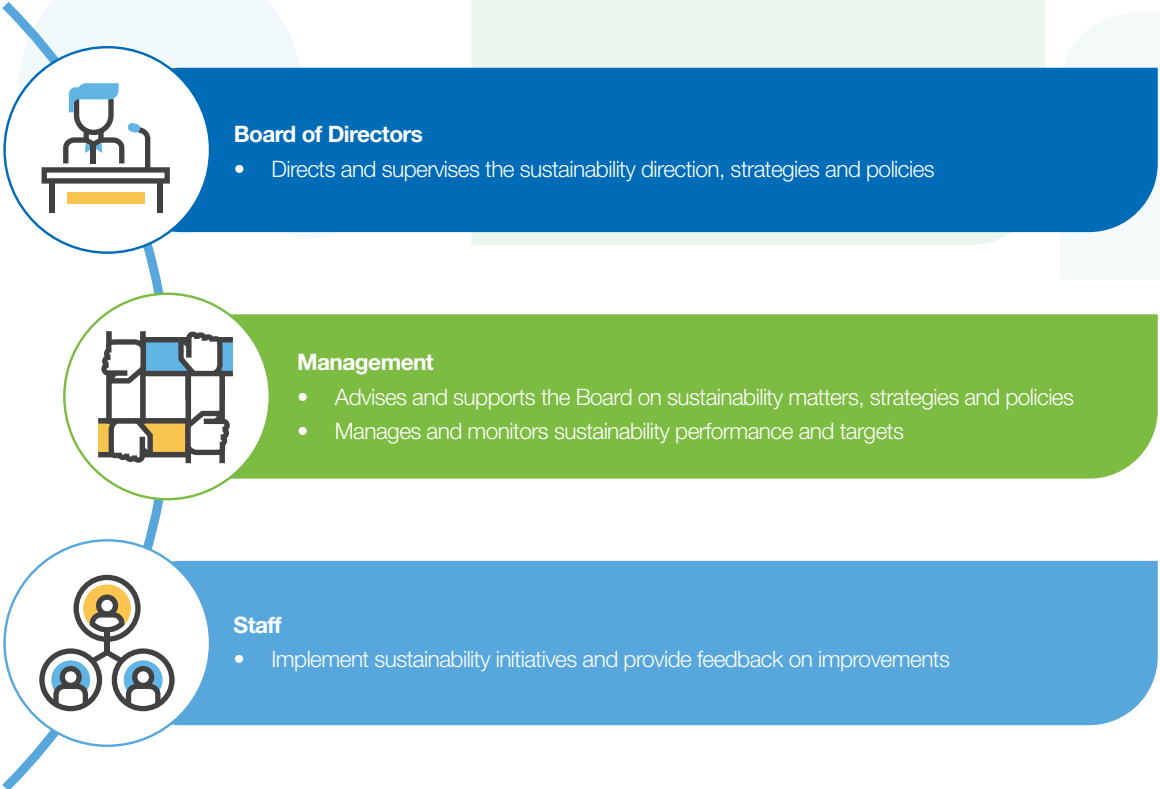 Board of Directors
• Directs and supervises the sustainability direction, strategies and policies
Management
• Advises and supports the Board on sustainability matters, strategies and policies
• Manages and monitors sustainability performance and targets
Staff
• Implement sustainability initiatives and provide feedback on improvements